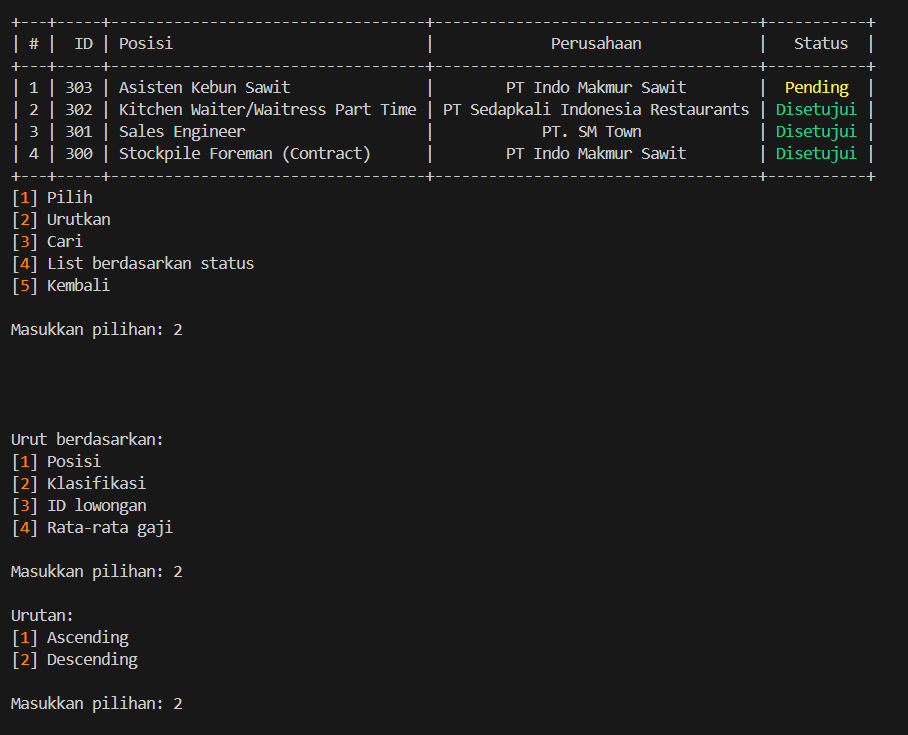 +---+-----+-----------------------------------+------------------------------------+-----------+
| # |  ID | Posisi                            |             Perusahaan             |   Status  |
+---+-----+-----------------------------------+------------------------------------+-----------+
| 1 | 303 | Asisten Kebun Sawit               |        PT Indo Makmur Sawit        |  Pending  |
| 2 | 302 | Kitchen Waiter/Waitress Part Time | PT Sedapkali Indonesia Restaurants | Disetujui |
| 3 | 301 | Sales Engineer                    |            PT. SM Town             | Disetujui |
| 4 | 300 | Stockpile Foreman (Contract)      |        PT Indo Makmur Sawit        | Disetujui |
+---+-----+-----------------------------------+------------------------------------+-----------+
[1] Pilih
[2] Urutkan
[3] Cari
[4] List berdasarkan status
[5] Kembali
Masukkan pilihan: 2
Urut berdasarkan:
[1] Posisi
[2] Klasifikasi
[3] ID lowongan
[4] Rata-rata gaji
Masukkan pilihan: 2
Urutan:
[1] Ascending
[2] Descending
Masukkan pilihan: 2